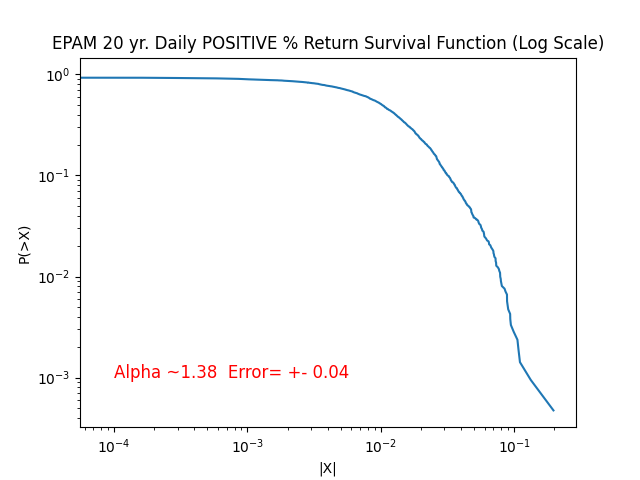 EPAM 20 yr. Daily POSITIVE % Return Survival Function (Log Scale)
P(>X)
10⁰
10⁻¹
10⁻²
10⁻³
Alpha ~1.38  Error= +- 0.04
10⁻⁴ 10⁻³ 10⁻² 10⁻¹
|X|